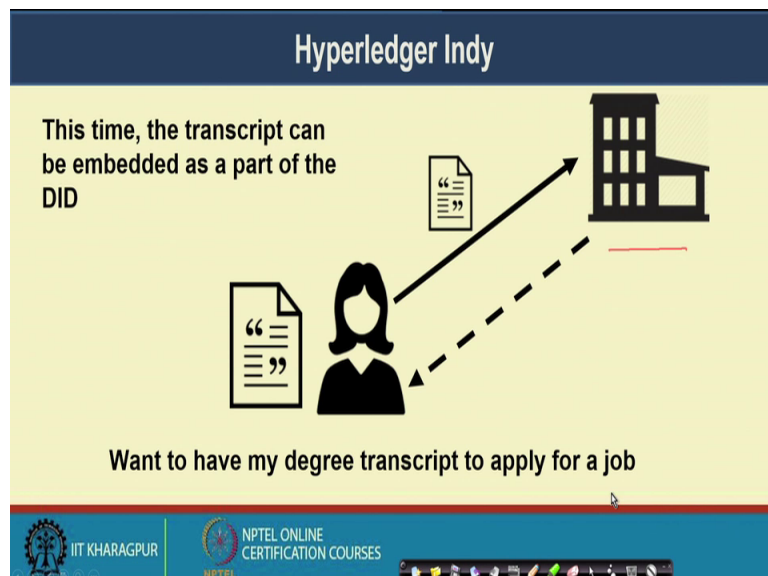 Hyperledger Indy
This time, the transcript can
be embedded as a part of the
DID
“
”
“
”
Want to have my degree transcript to apply for a job
IIT KHARAGPUR
NPTEL ONLINE
CERTIFICATION COURSES
NPTEL